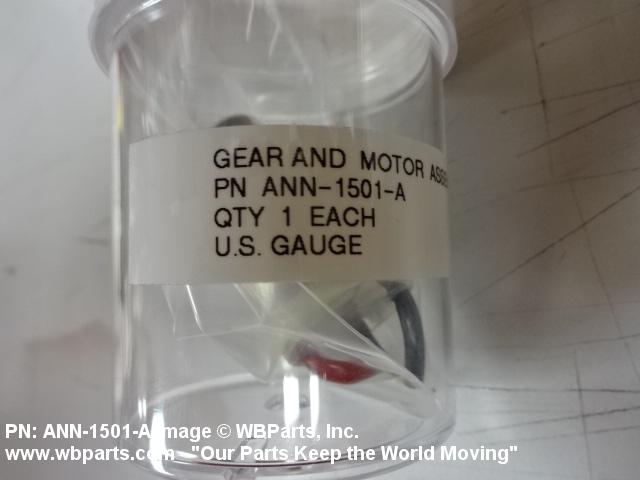 GEAR AND MOTOR
PN ANN-1501-A
QTY 1 EACH
U.S. GAUGE
PN: ANN-1501-A Image © WBParts, Inc.
www.wbparts.com - "Our Parts Keep the World Moving"